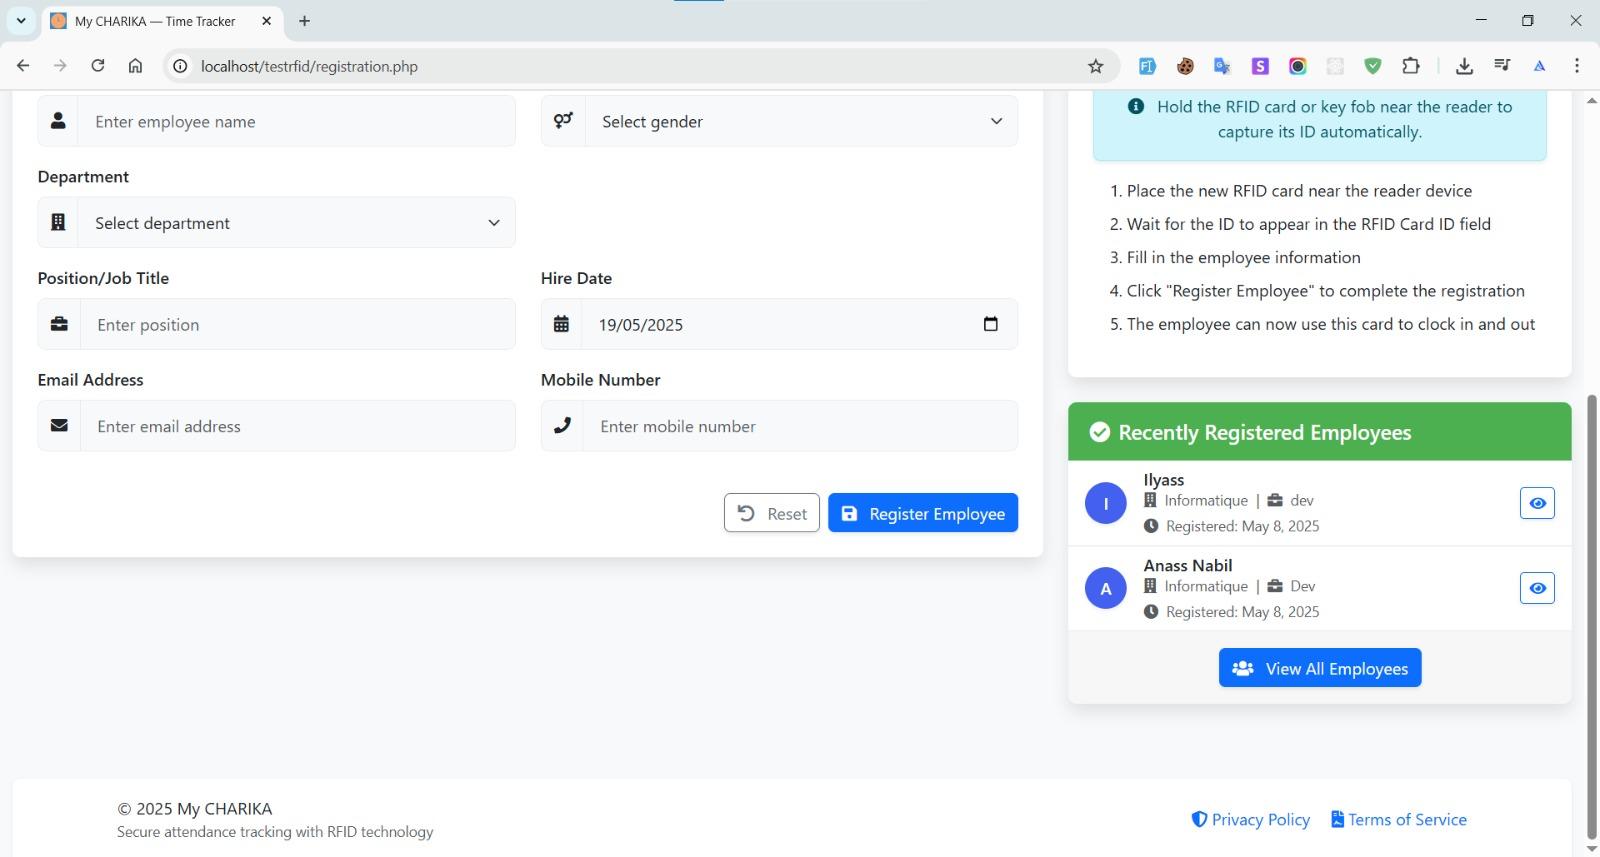 My CHARIKA — Time Tracker
localhost/testrfid/registration.php
Enter employee name
Select gender
Department
Select department
Position/Job Title
Hire Date
Enter position
19/05/2025
Email Address
Mobile Number
Enter email address
Enter mobile number
Reset
Register Employee
Hold the RFID card or key fob near the reader to
capture its ID automatically.
1. Place the new RFID card near the reader device
2. Wait for the ID to appear in the RFID Card ID field
3. Fill in the employee information
4. Click "Register Employee" to complete the registration
5. The employee can now use this card to clock in and out
Recently Registered Employees
I
Ilyass
Informatique | dev
Registered: May 8, 2025
A
Anass Nabil
Informatique | Dev
Registered: May 8, 2025
View All Employees
© 2025 My CHARIKA
Secure attendance tracking with RFID technology
Privacy Policy
Terms of Service